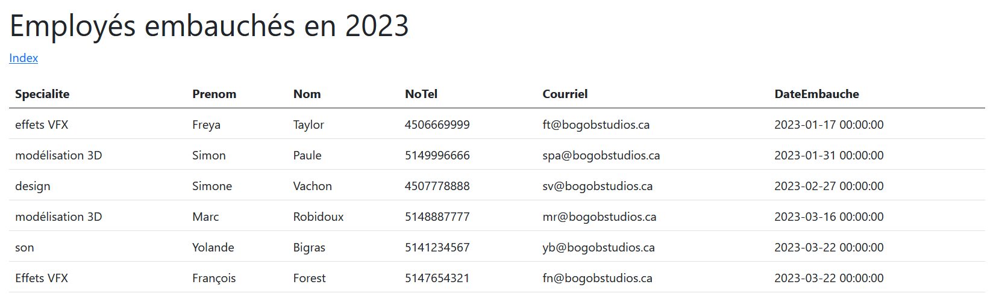 Employés embauchés en 2023
Index
Specialite Prenom Nom NoTel Courriel DateEmbauche
effets VFX Freya Taylor 4506669999 ft@bogobstudios.ca 2023-01-17 00:00:00
modélisation 3D Simon Paule 5149996666 spa@bogobstudios.ca 2023-01-31 00:00:00
design Simone Vachon 4507778888 sv@bogobstudios.ca 2023-02-27 00:00:00
modélisation 3D Marc Robidoux 5148887777 mr@bogobstudios.ca 2023-03-16 00:00:00
son Yolande Bigras 5141234567 yb@bogobstudios.ca 2023-03-22 00:00:00
Effets VFX François Forest 5147654321 fn@bogobstudios.ca 2023-03-22 00:00:00